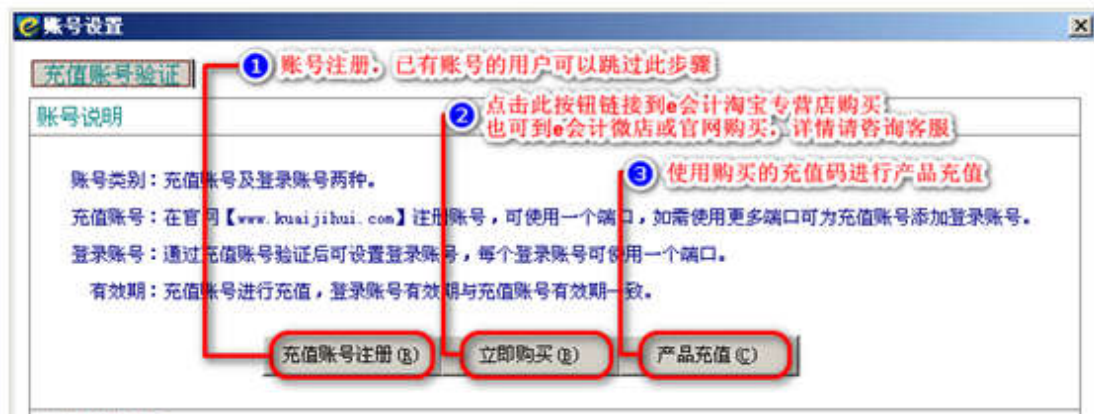 账号设置
充值账号验证
1 账号注册，已有账号的用户可以跳过此步骤
账号说明
2 点击此按钮链接到e会计淘宝专营店购买
也可到e会计微店或官网购买，详情请咨询客服
3 使用购买的充值码进行产品充值
账号类别：充值账号及登录账号两种。
充值账号：在官网【www.kuaijihui.com】注册账号，可使用一个端口，如需使用更多端口可为充值账号添加登录账号。
登录账号：通过充值账号验证后可设置登录账号，每个登录账号可使用一个端口。
有效期：充值账号进行充值，登录账号有效期与充值账号有效期一致。
充值账号注册(R) 立即购买(B) 产品充值(C)